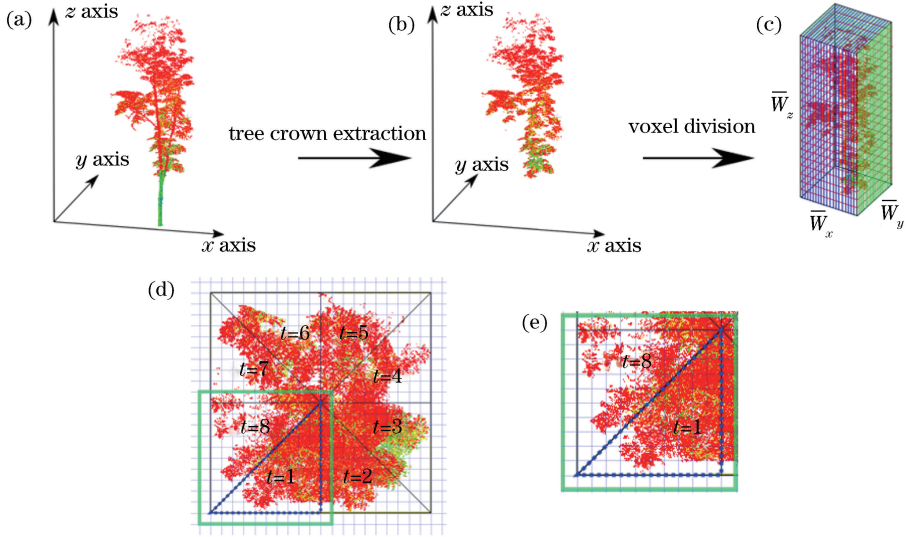 (a)
z axis
y axis
x axis
tree crown extraction
(b)
z axis
y axis
x axis
voxel division
(c)
W̅z
W̅x
W̅y
(d)
t=6
t=5
t=7
t=4
t=8
t=3
t=1
t=2
(e)
t=8
t=1